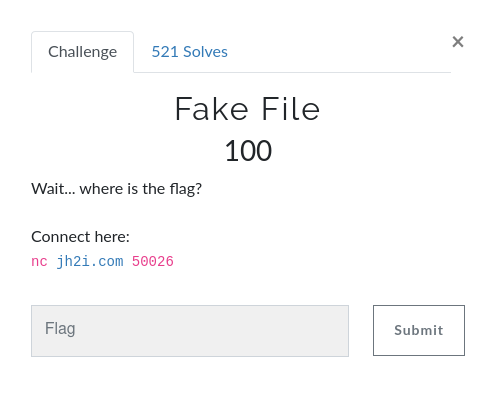 ×
Challenge 521 Solves
Fake File
100
Wait... where is the flag?
Connect here:
nc jh2i.com 50026
Flag Submit